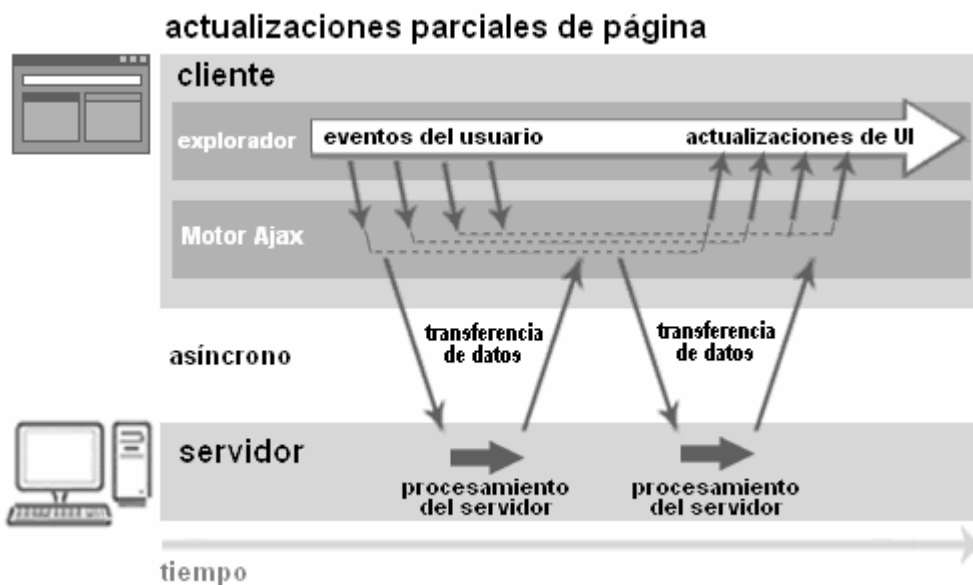 actualizaciones parciales de página
cliente
explorador
eventos del usuario
actualizaciones de UI
Motor Ajax
asíncrono
transferencia
de datos
transferencia
de datos
servidor
procesamiento
del servidor
procesamiento
del servidor
tiempo